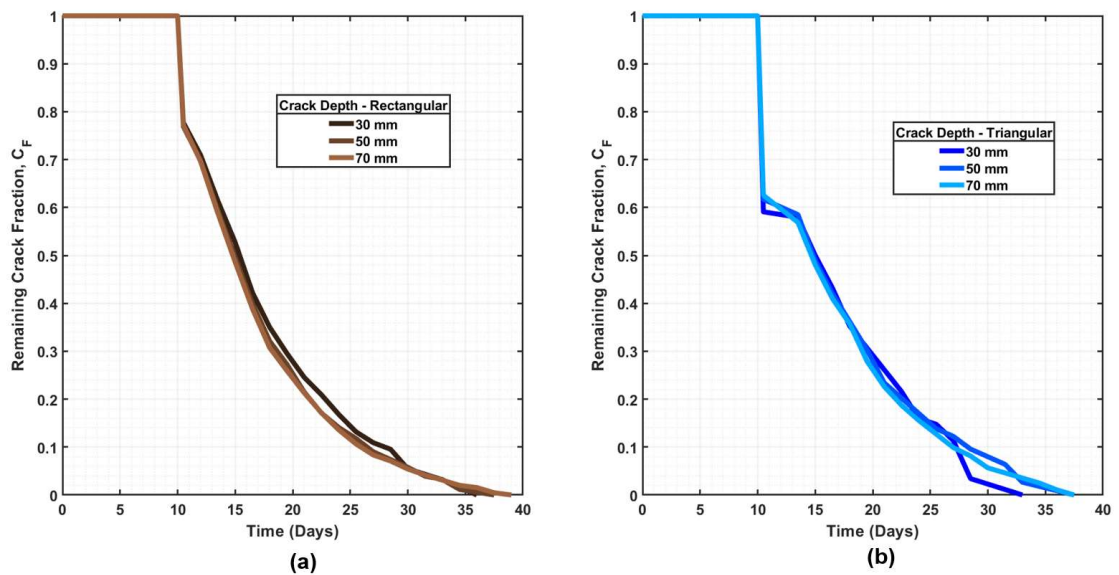 Remaining Crack Fraction, C_F
1
0.9
0.8
0.7
0.6
0.5
0.4
0.3
0.2
0.1
0
Crack Depth - Rectangular
30 mm
50 mm
70 mm
0 5 10 15 20 25 30 35 40
Time (Days)
(a)
Remaining Crack Fraction, C_F
1
0.9
0.8
0.7
0.6
0.5
0.4
0.3
0.2
0.1
0
Crack Depth - Triangular
30 mm
50 mm
70 mm
0 5 10 15 20 25 30 35 40
Time (Days)
(b)